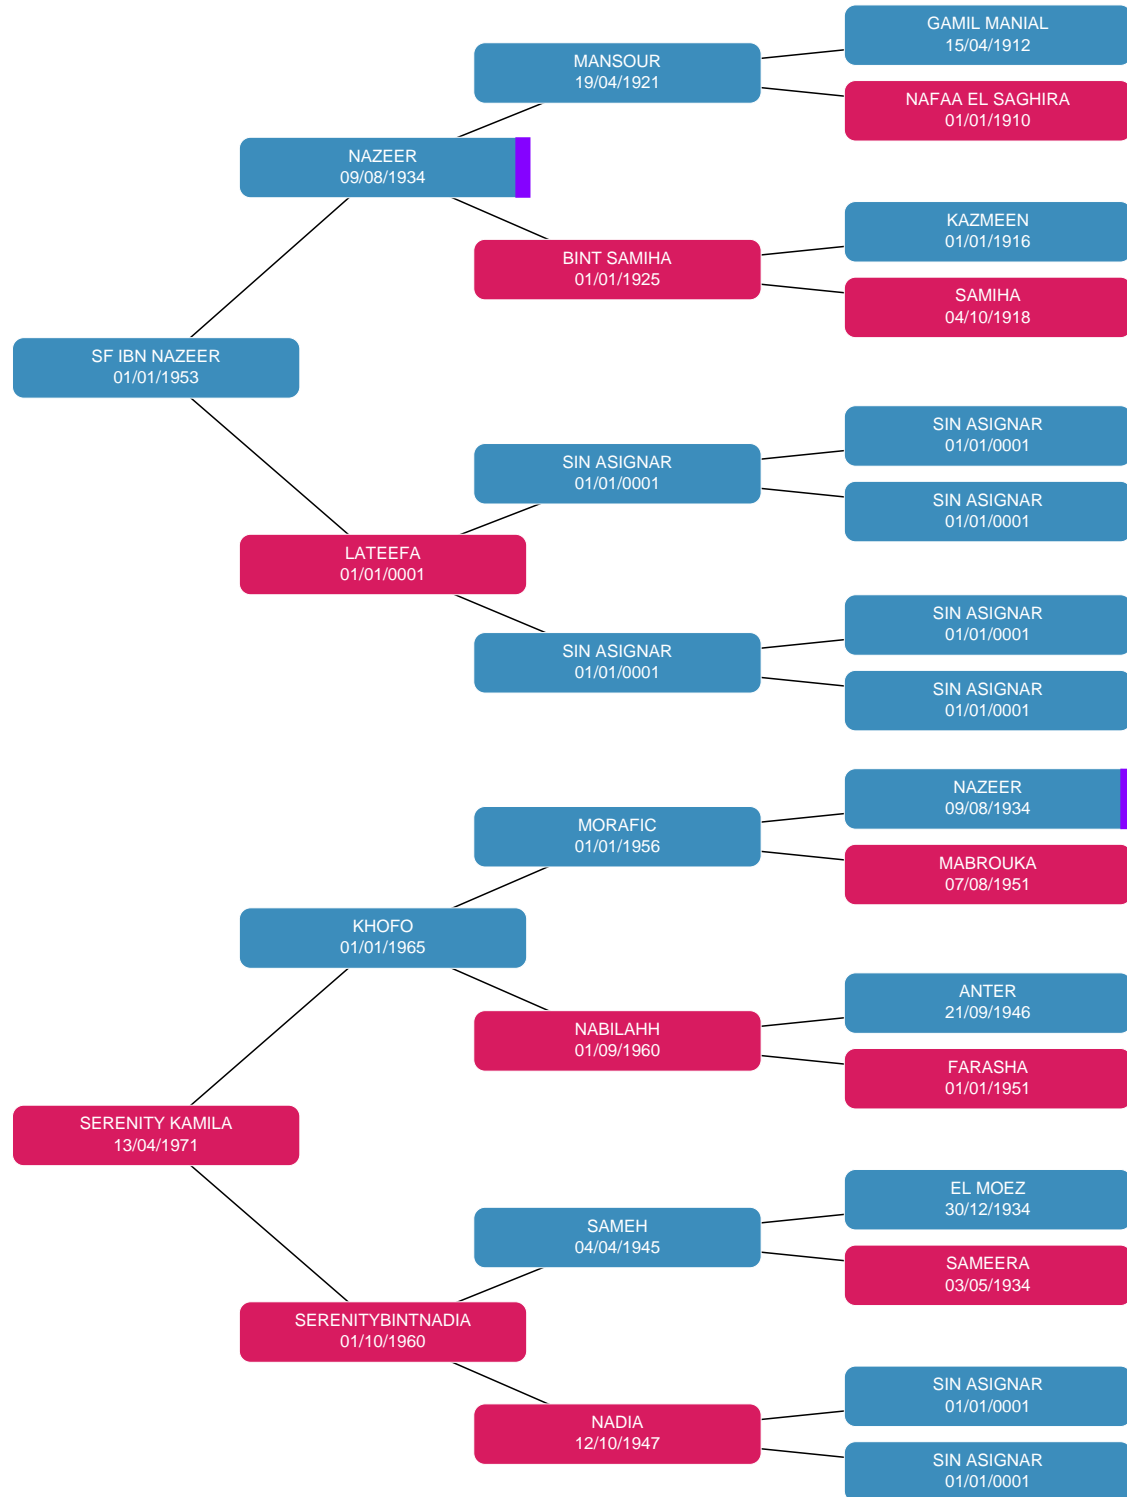 GAMIL MANIAL
15/04/1912
MANSOUR
19/04/1921
NAFAA EL SAGHIRA
01/01/1910
NAZEER
09/08/1934
KAZMEEN
01/01/1916
BINT SAMIHA
01/01/1925
SAMIHA
04/10/1918
SF IBN NAZEER
01/01/1953
SIN ASIGNAR
01/01/0001
SIN ASIGNAR
01/01/0001
SIN ASIGNAR
01/01/0001
LATEEFA
01/01/0001
SIN ASIGNAR
01/01/0001
SIN ASIGNAR
01/01/0001
SIN ASIGNAR
01/01/0001
NAZEER
09/08/1934
MORAFIC
01/01/1956
MABROUKA
07/08/1951
KHOFO
01/01/1965
ANTER
21/09/1946
NABILAHH
01/09/1960
FARASHA
01/01/1951
SERENITY KAMILA
13/04/1971
EL MOEZ
30/12/1934
SAMEH
04/04/1945
SAMEERA
03/05/1934
SERENITYBINTNADIA
01/10/1960
SIN ASIGNAR
01/01/0001
NADIA
12/10/1947
SIN ASIGNAR
01/01/0001